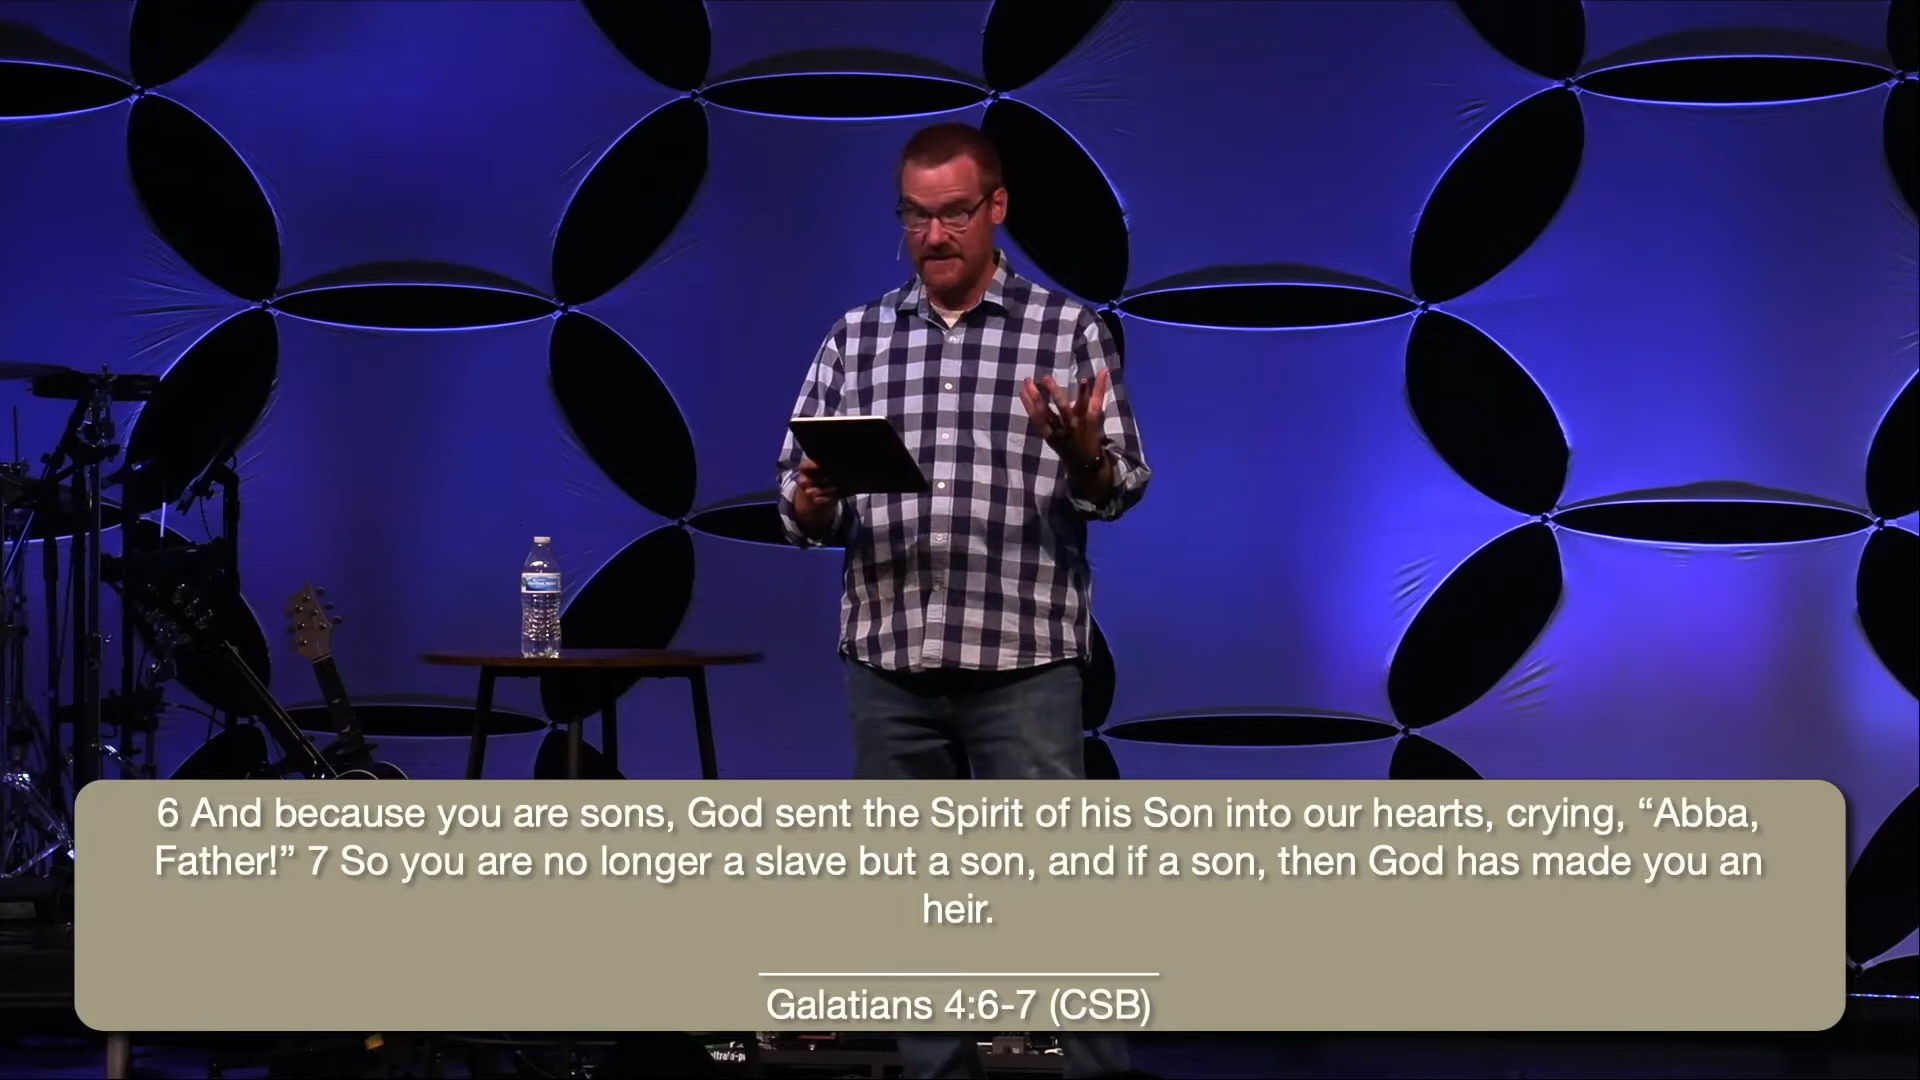 6 And because you are sons, God sent the Spirit of his Son into our hearts, crying, “Abba,
Father!” 7 So you are no longer a slave but a son, and if a son, then God has made you an
heir.
Galatians 4:6-7 (CSB)